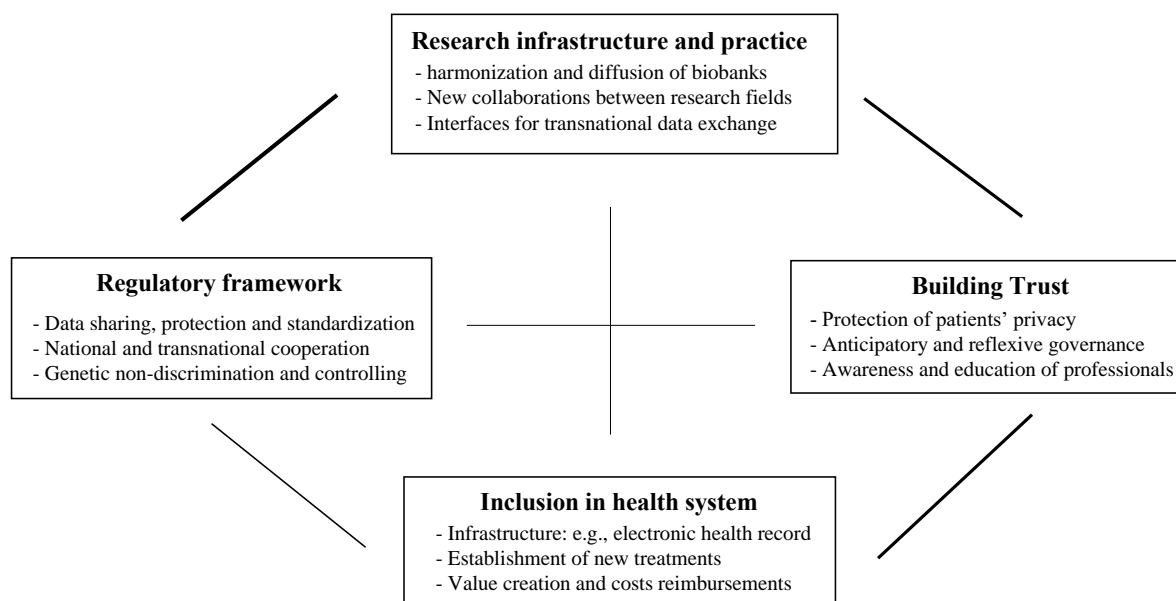 Research infrastructure and practice
- harmonization and diffusion of biobanks
- New collaborations between research fields
- Interfaces for transnational data exchange
Regulatory framework
- Data sharing, protection and standardization
- National and transnational cooperation
- Genetic non-discrimination and controlling
Building Trust
- Protection of patients’ privacy
- Anticipatory and reflexive governance
- Awareness and education of professionals
Inclusion in health system
- Infrastructure: e.g., electronic health record
- Establishment of new treatments
- Value creation and costs reimbursements